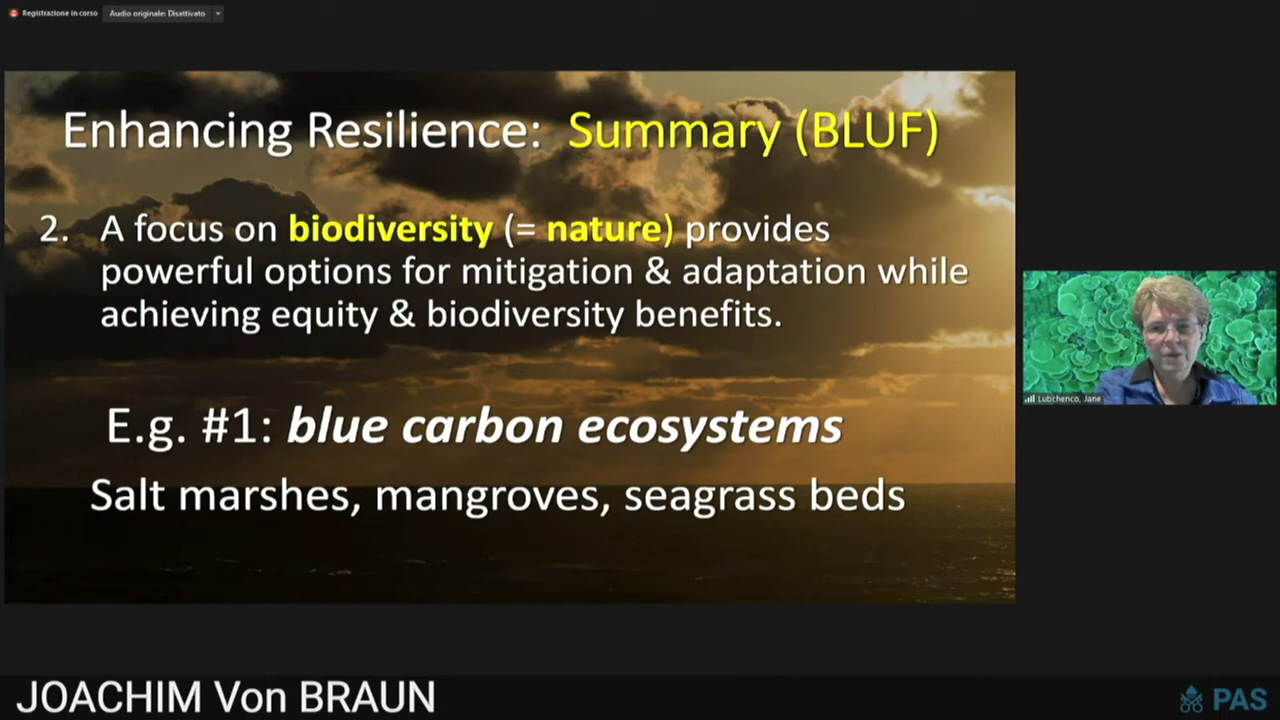 Registrazione in corso
Audio originale: Disattivato
Enhancing Resilience: Summary (BLUF)
2. A focus on biodiversity (= nature) provides
powerful options for mitigation & adaptation while
achieving equity & biodiversity benefits.
E.g. #1: blue carbon ecosystems
Salt marshes, mangroves, seagrass beds
Lubchenco, Jane
JOACHIM Von BRAUN
PAS